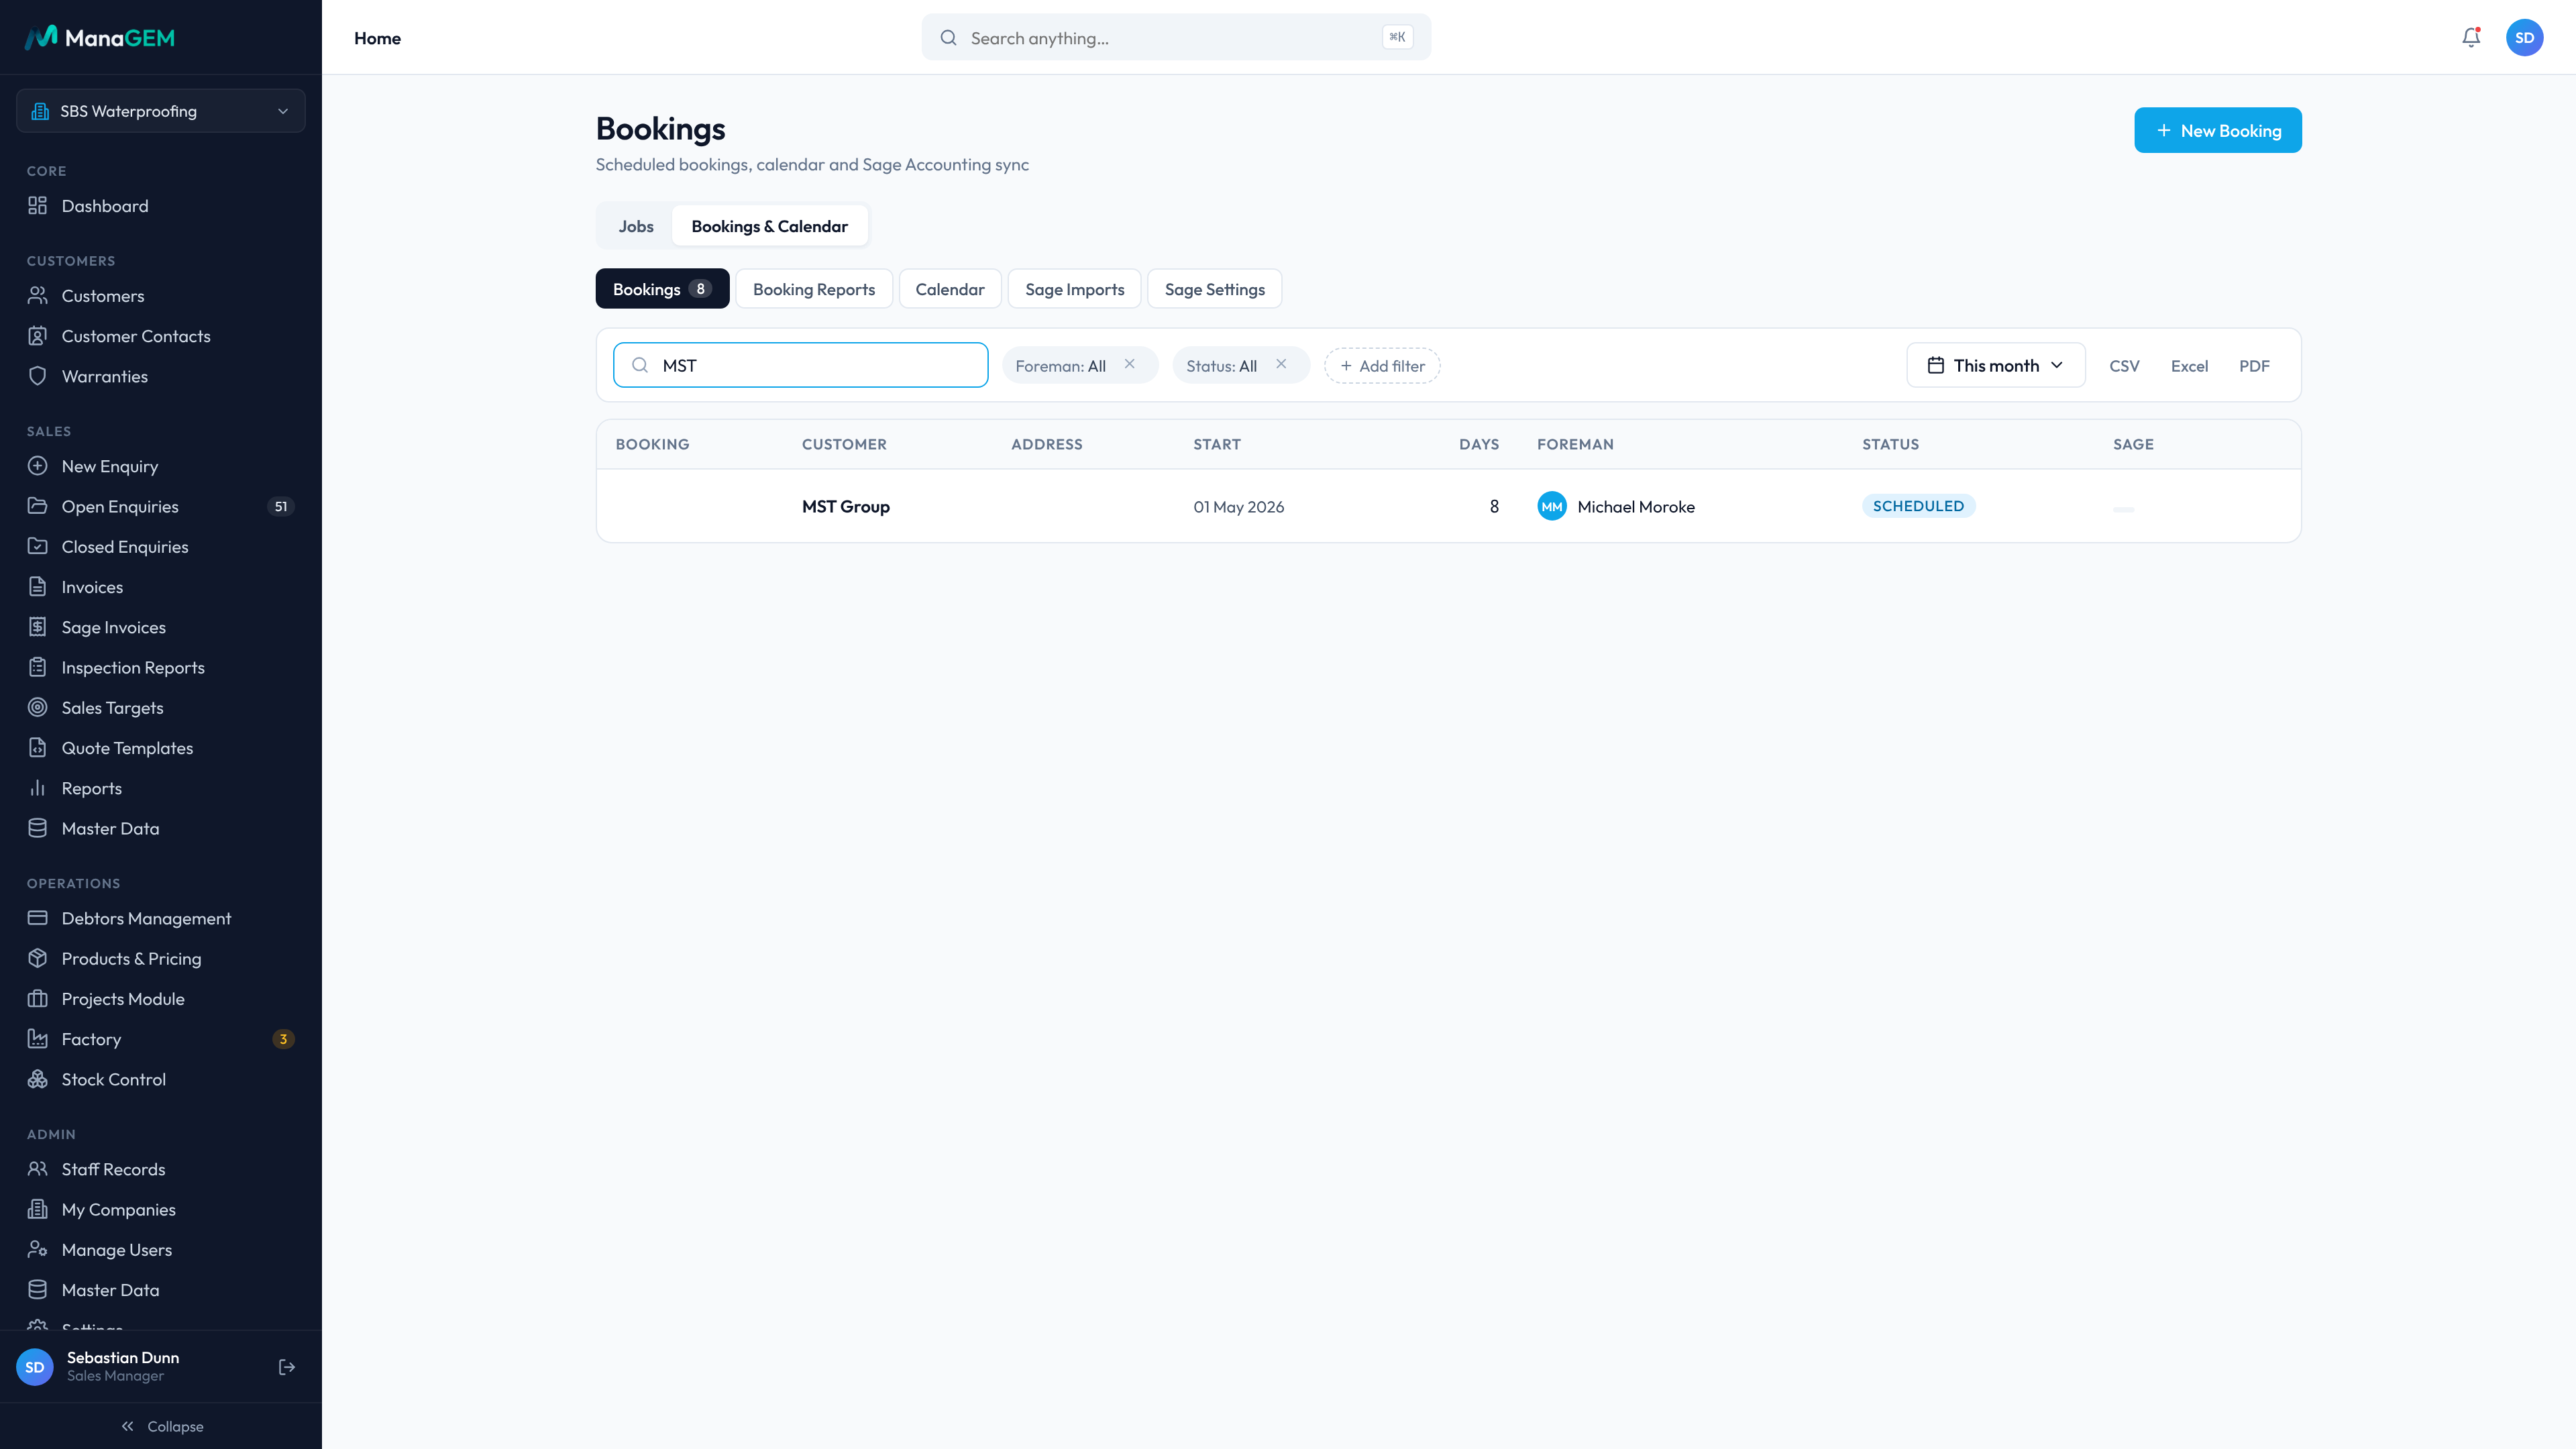 ManaGEM
Home
Search anything...
⌘K
SD
SBS Waterproofing
CORE
Dashboard
CUSTOMERS
Customers
Customer Contacts
Warranties
SALES
New Enquiry
Open Enquiries 51
Closed Enquiries
Invoices
Sage Invoices
Inspection Reports
Sales Targets
Quote Templates
Reports
Master Data
OPERATIONS
Debtors Management
Products & Pricing
Projects Module
Factory 3
Stock Control
ADMIN
Staff Records
My Companies
Manage Users
Master Data
Settings
SD
Sebastian Dunn
Sales Manager
Collapse
Bookings
Scheduled bookings, calendar and Sage Accounting sync
+ New Booking
Jobs Bookings & Calendar
Bookings 8 Booking Reports Calendar Sage Imports Sage Settings
MST Foreman: All × Status: All × + Add filter This month CSV Excel PDF
BOOKING CUSTOMER ADDRESS START DAYS FOREMAN STATUS SAGE
MST Group 01 May 2026 8 MM Michael Moroke SCHEDULED